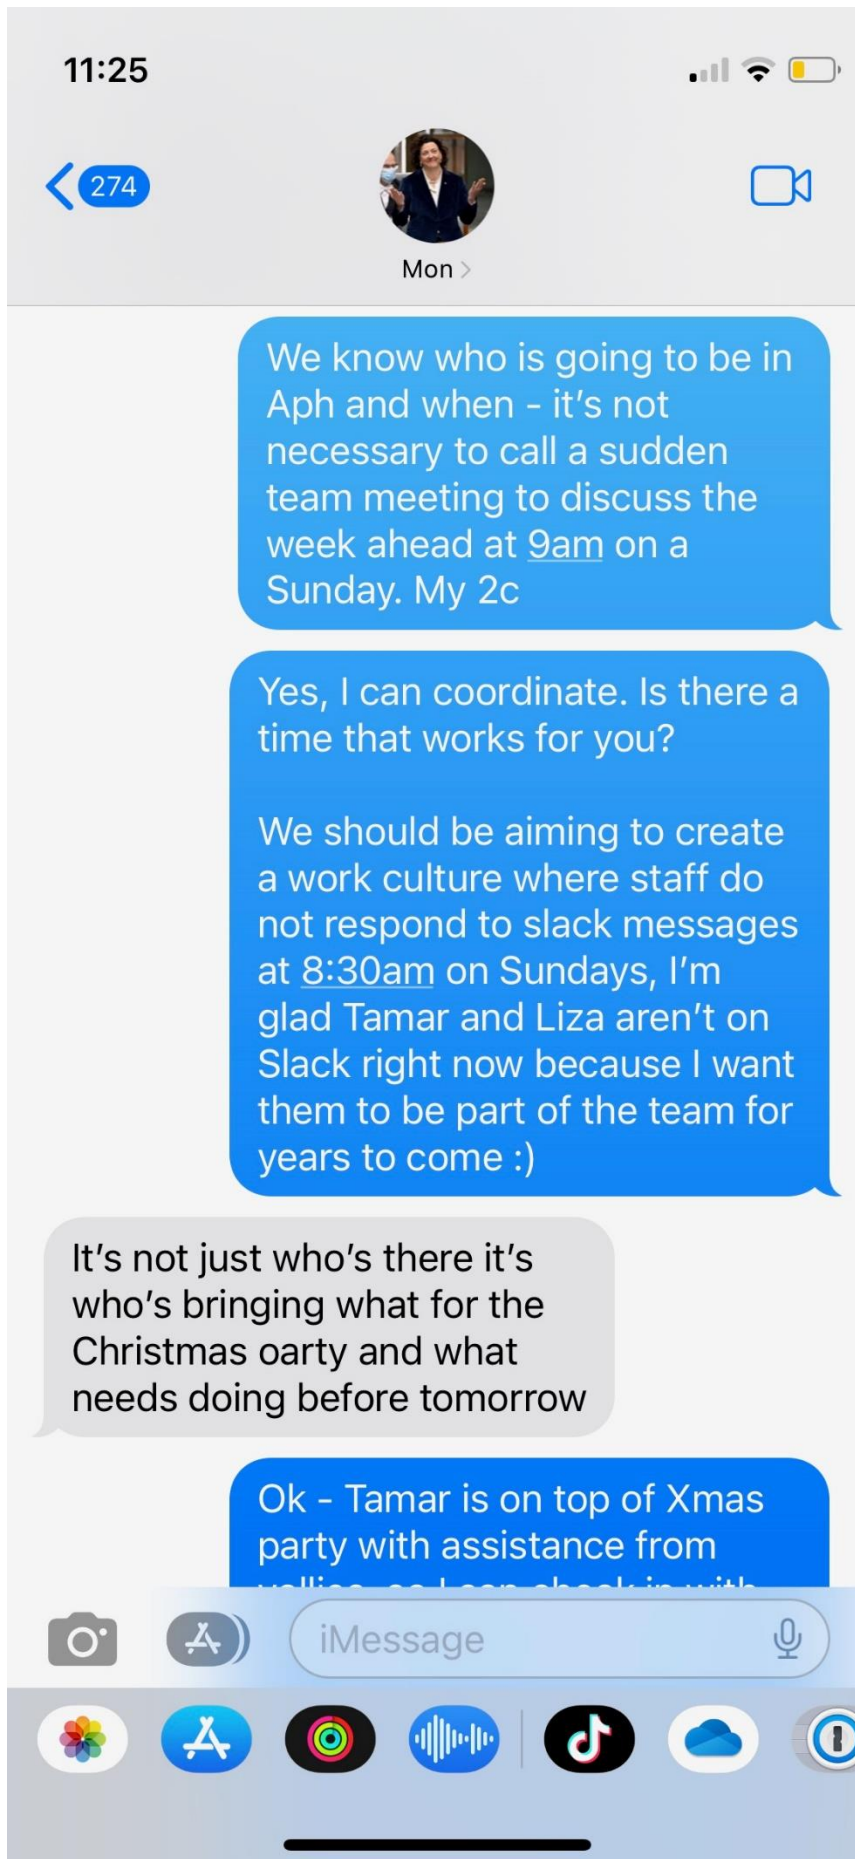 11:25
274
Mon
We know who is going to be in
Aph and when - it's not
necessary to call a sudden
team meeting to discuss the
week ahead at 9am on a
Sunday. My 2c
Yes, I can coordinate. Is there a
time that works for you?
We should be aiming to create
a work culture where staff do
not respond to slack messages
at 8:30am on Sundays, I'm
glad Tamar and Liza aren't on
Slack right now because I want
them to be part of the team for
years to come :)
It's not just who's there it's
who's bringing what for the
Christmas oarty and what
needs doing before tomorrow
Ok - Tamar is on top of Xmas
party with assistance from
iMessage